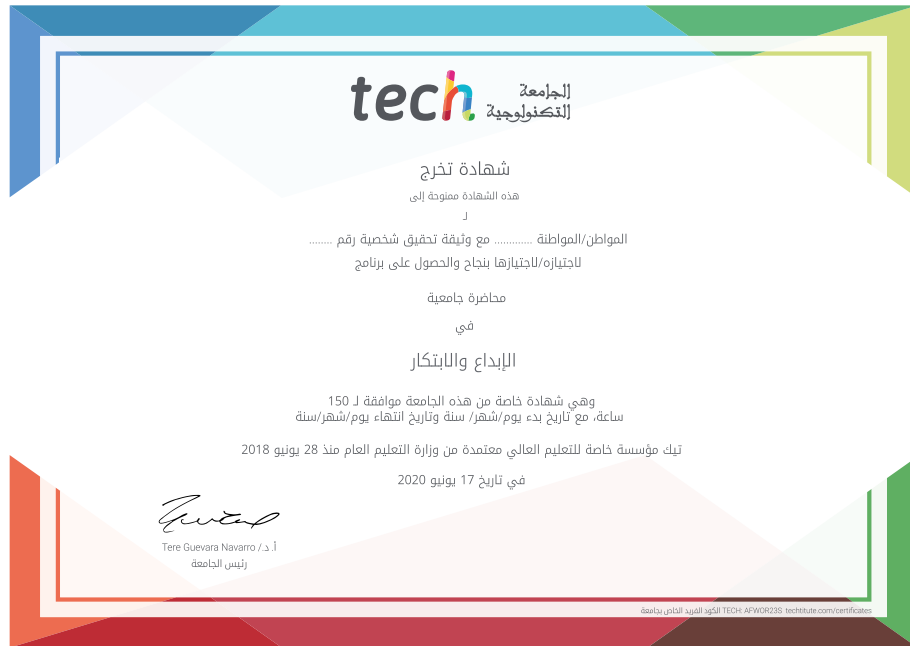 tech الجامعة
التكنولوجية
شهادة تخرج
هذه الشهادة ممنوحة إلى
لـ
المواطن/المواطنة ............ مع وثيقة تحقيق شخصية رقم ........
لاجتيازه/لاجتيازها بنجاح والحصول على برنامج
محاضرة جامعية
في
الإبداع والابتكار
وهي شهادة خاصة من هذه الجامعة موافقة لـ 150
ساعة، مع تاريخ بدء يوم/شهر/ سنة وتاريخ انتهاء يوم/شهر/سنة
تيك مؤسسة خاصة للتعليم العالي معتمدة من وزارة التعليم العام منذ 28 يونيو 2018
في تاريخ 17 يونيو 2020
أ. د./ Tere Guevara Navarro
رئيس الجامعة
الكود الفريد الخاص بجامعة TECH: AFWOR23S techtitute.com/certificates